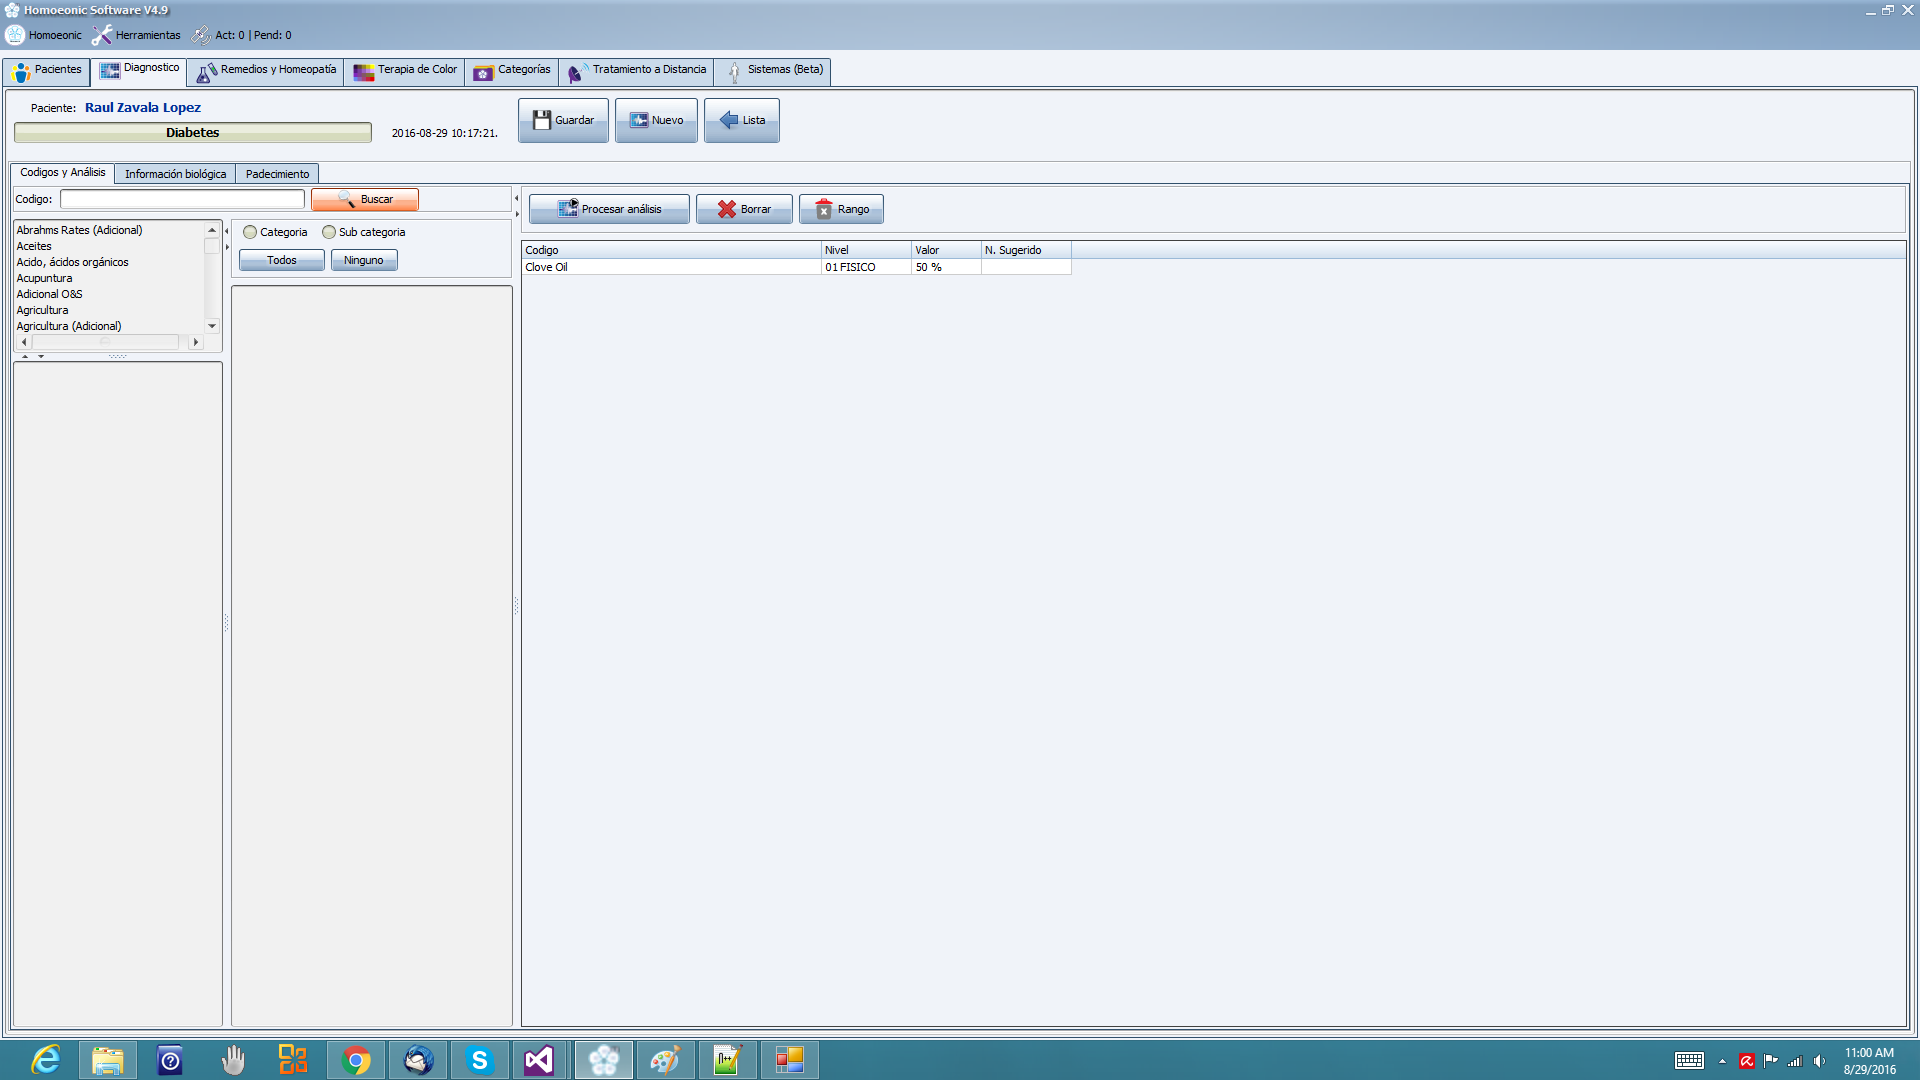 Homoeonic Software V4.9
Homoeonic Herramientas Act: 0 | Pend: 0
Pacientes Diagnostico Remedios y Homeopatía Terapia de Color Categorías Tratamiento a Distancia Sistemas (Beta)
Paciente: Raul Zavala Lopez
Diabetes 2016-08-29 10:17:21.
Guardar Nuevo Lista
Codigos y Análisis Información biológica Padecimiento
Codigo: Buscar
Procesar análisis Borrar Rango
Abrahms Rates (Adicional)
Aceites
Acido, ácidos orgánicos
Acupuntura
Adicional O&S
Agricultura
Agricultura (Adicional)
Categoria Sub categoria
Todos Ninguno
Codigo Nivel Valor N. Sugerido
Clove Oil 01 FISICO 50 %
11:00 AM
8/29/2016